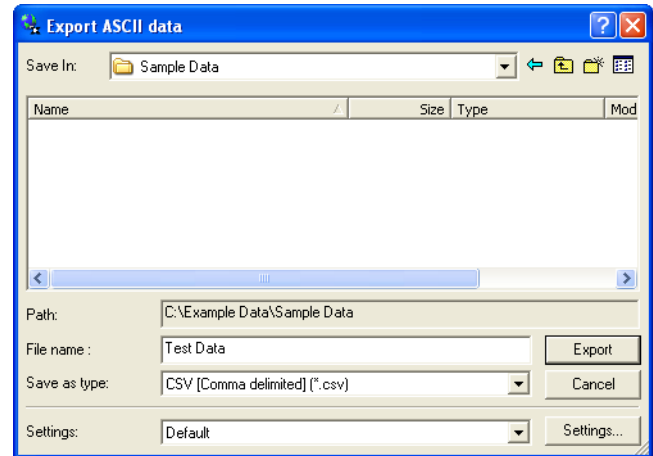 Export ASCII data
Save In: Sample Data
Name Size Type Mod
Path: C:\Example Data\Sample Data
File name : Test Data Export
Save as type: CSV [Comma delimited] (*.csv) Cancel
Settings: Default Settings...